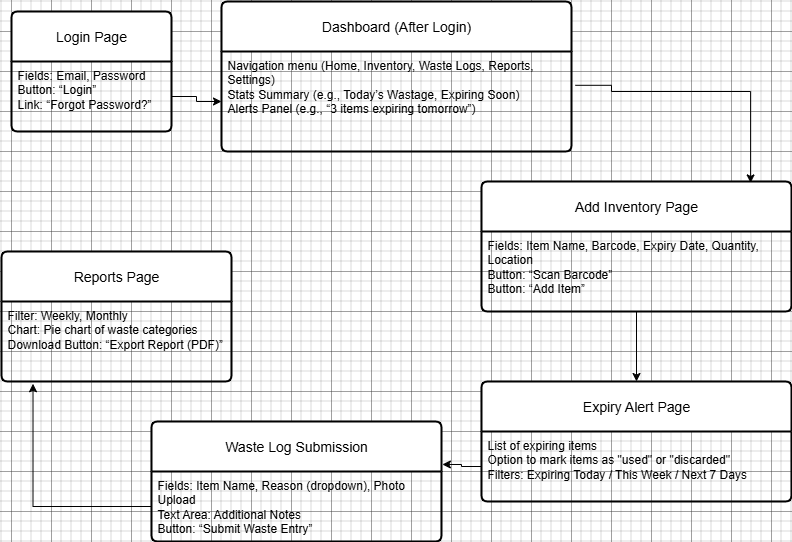 Login Page
Fields: Email, Password
Button: “Login”
Link: “Forgot Password?”
Dashboard (After Login)
Navigation menu (Home, Inventory, Waste Logs, Reports,
Settings)
Stats Summary (e.g., Today’s Wastage, Expiring Soon)
Alerts Panel (e.g., “3 items expiring tomorrow”)
Add Inventory Page
Fields: Item Name, Barcode, Expiry Date, Quantity,
Location
Button: “Scan Barcode”
Button: “Add Item”
Reports Page
Filter: Weekly, Monthly
Chart: Pie chart of waste categories
Download Button: “Export Report (PDF)”
Expiry Alert Page
List of expiring items
Option to mark items as "used" or "discarded"
Filters: Expiring Today / This Week / Next 7 Days
Waste Log Submission
Fields: Item Name, Reason (dropdown), Photo
Upload
Text Area: Additional Notes
Button: “Submit Waste Entry”